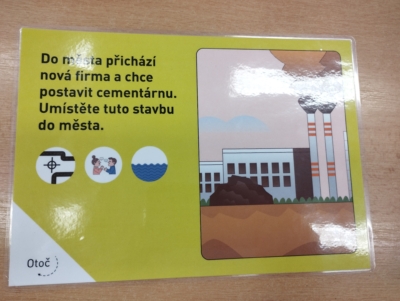 Do města přichází
nová firma a chce
postavit cementárnu.
Umístěte tuto stavbu
do města.
Otoč